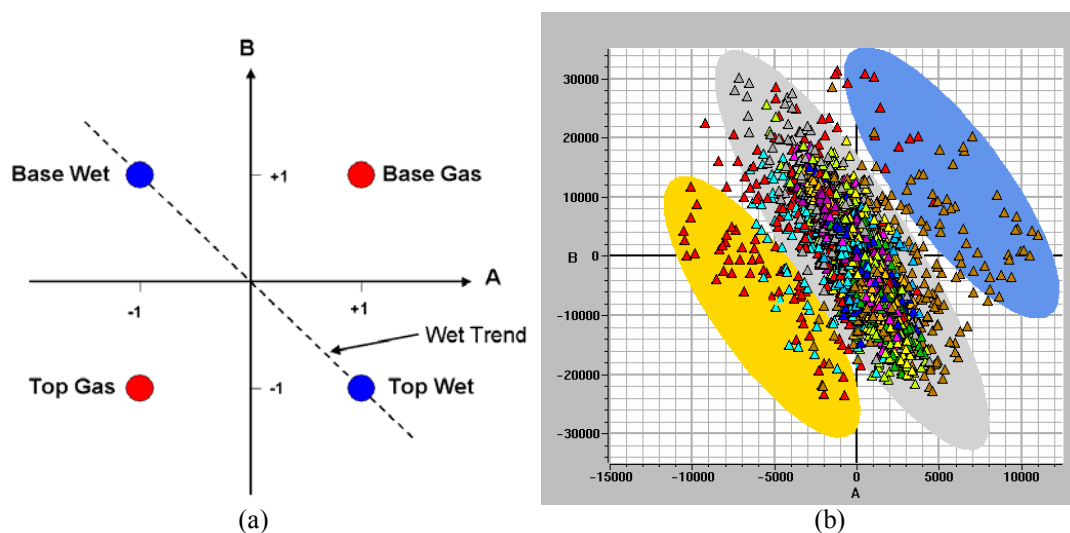 B
Base Wet
+1
Base Gas
A
-1
+1
Wet Trend
Top Gas
-1
Top Wet
(a)
30000
20000
10000
B
0
-10000
-20000
-30000
-15000
-10000
-5000
0
5000
10000
A
(b)